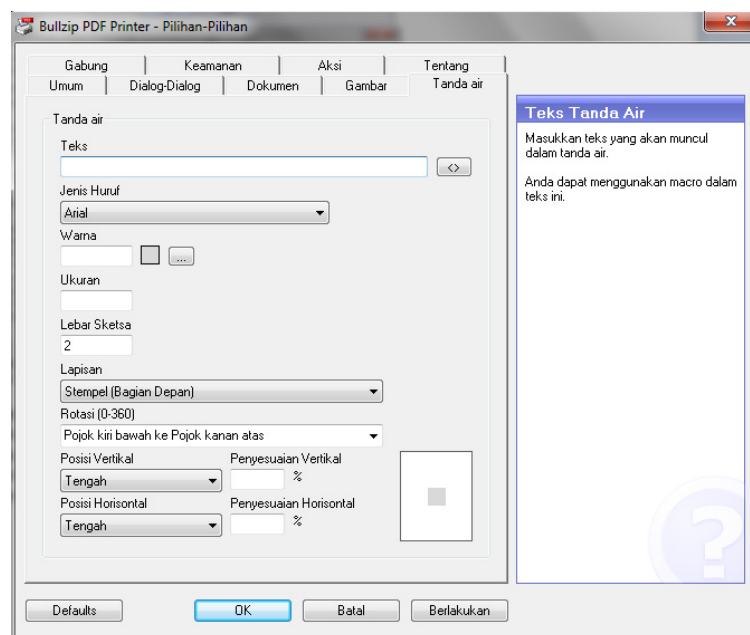 Bullzip PDF Printer - Pilihan-Pilihan
x
Gabung Keamanan Aksi Tentang
Umum Dialog-Dialog Dokumen Gambar Tanda air
Tanda air
Teks
<>
Jenis Huruf
Arial
Warna
...
Ukuran
Lebar Sketsa
2
Lapisan
Stempel (Bagian Depan)
Rotasi (0-360)
Pojok kiri bawah ke Pojok kanan atas
Posisi Vertikal Penyesuaian Vertikal
Tengah %
Posisi Horisontal Penyesuaian Horisontal
Tengah %
Teks Tanda Air
Masukkan teks yang akan muncul
dalam tanda air.
Anda dapat menggunakan macro dalam
teks ini.
?
Defaults OK Batal Berlakukan